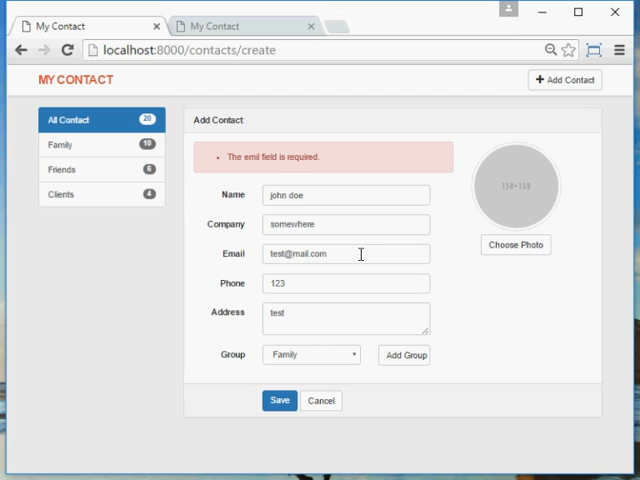 My Contact
My Contact
localhost:8000/contacts/create
MY CONTACT
Add Contact
All Contact 20
Family 10
Friends 6
Clients 4
Add Contact
The emil field is required.
150×150
Choose Photo
Name john doe
Company somewhere
Email test@mail.com
Phone 123
Address test
Group Family Add Group
Save Cancel